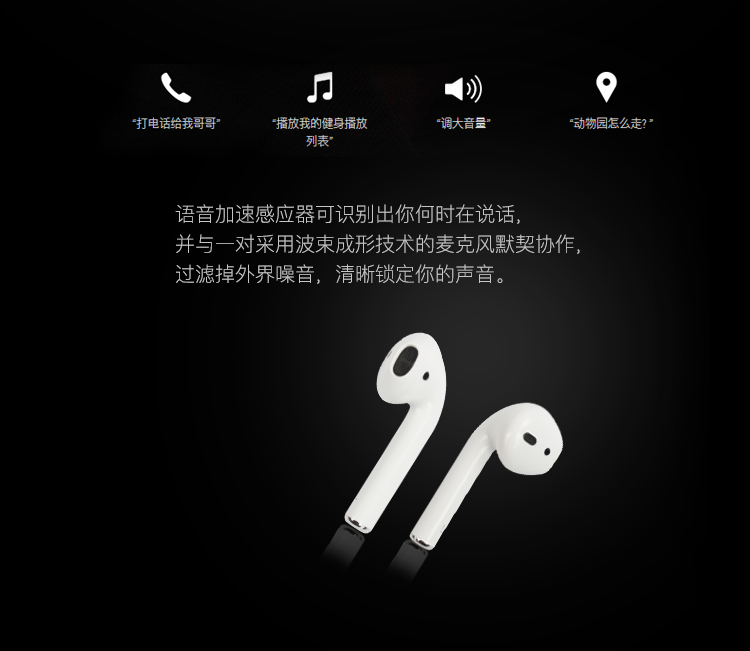 “打电话给我哥哥”
“播放我的健身播放
列表”
“调大音量”
“动物园怎么走？”
语音加速感应器可识别出你何时在说话，
并与一对采用波束成形技术的麦克风默契协作，
过滤掉外界噪音，清晰锁定你的声音。